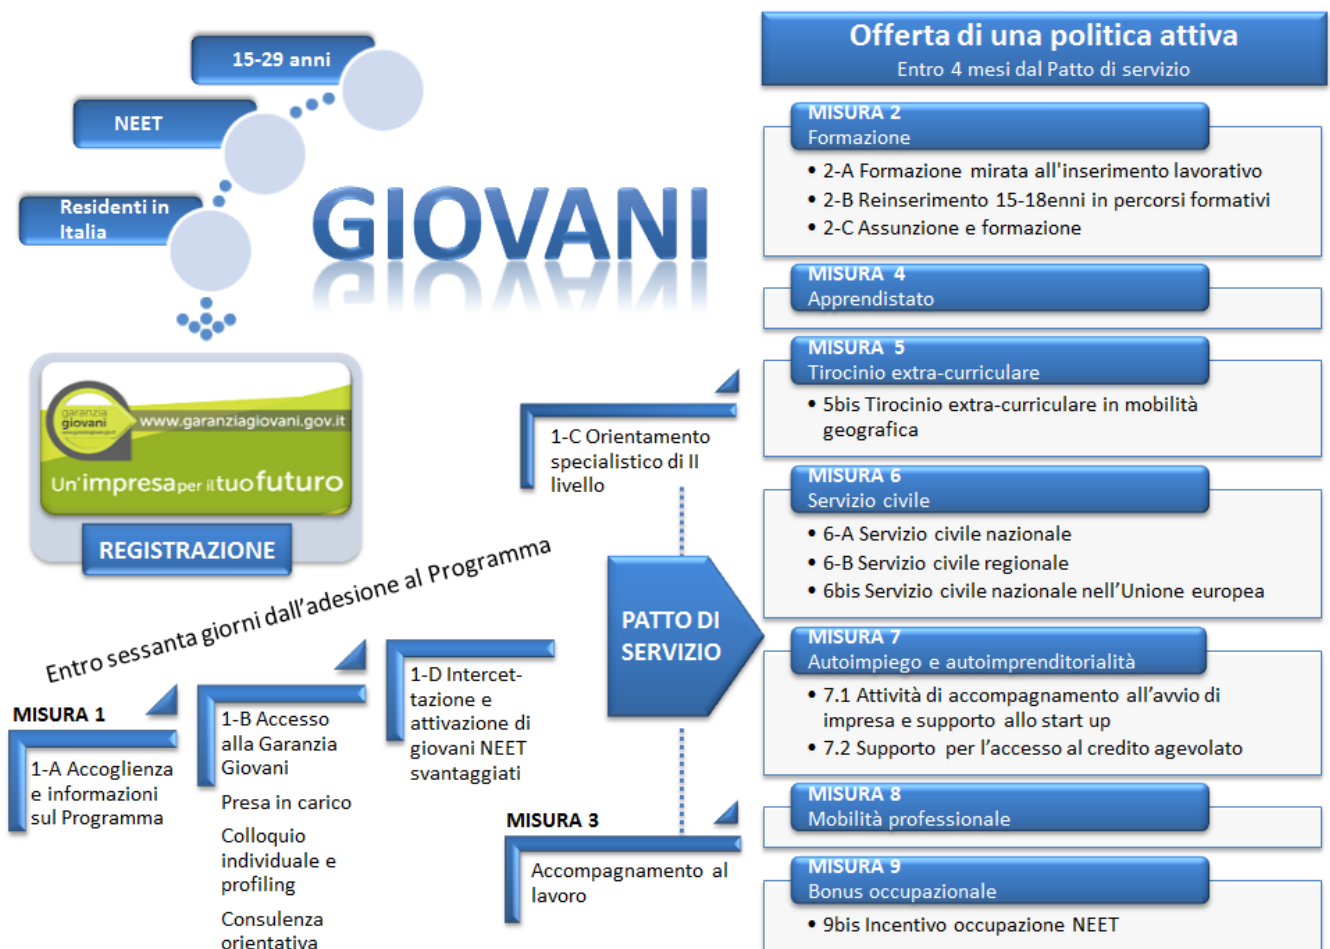 15-29 anni
NEET
Residenti in
Italia
GIOVANI
garanzia
giovani
www.garanziagiovani.gov.it
Un'impresa per il tuo futuro
REGISTRAZIONE
Entro sessanta giorni dall'adesione al Programma
MISURA 1
1-A Accoglienza
e informazioni
sul Programma
1-B Accesso
alla Garanzia
Giovani
Presa in carico
Colloquio
individuale e
profiling
Consulenza
orientativa
1-D Intercet-
tazione e
attivazione di
giovani NEET
svantaggiati
1-C Orientamento
specialistico di II
livello
PATTO DI
SERVIZIO
MISURA 3
Accompagnamento al
lavoro
Offerta di una politica attiva
Entro 4 mesi dal Patto di servizio
MISURA 2
Formazione
• 2-A Formazione mirata all'inserimento lavorativo
• 2-B Reinserimento 15-18enni in percorsi formativi
• 2-C Assunzione e formazione
MISURA 4
Apprendistato
MISURA 5
Tirocinio extra-curriculare
• 5bis Tirocinio extra-curriculare in mobilità
geografica
MISURA 6
Servizio civile
• 6-A Servizio civile nazionale
• 6-B Servizio civile regionale
• 6bis Servizio civile nazionale nell'Unione europea
MISURA 7
Autoimpiego e autoimprenditorialità
• 7.1 Attività di accompagnamento all'avvio di
impresa e supporto allo start up
• 7.2 Supporto per l'accesso al credito agevolato
MISURA 8
Mobilità professionale
MISURA 9
Bonus occupazionale
• 9bis Incentivo occupazione NEET